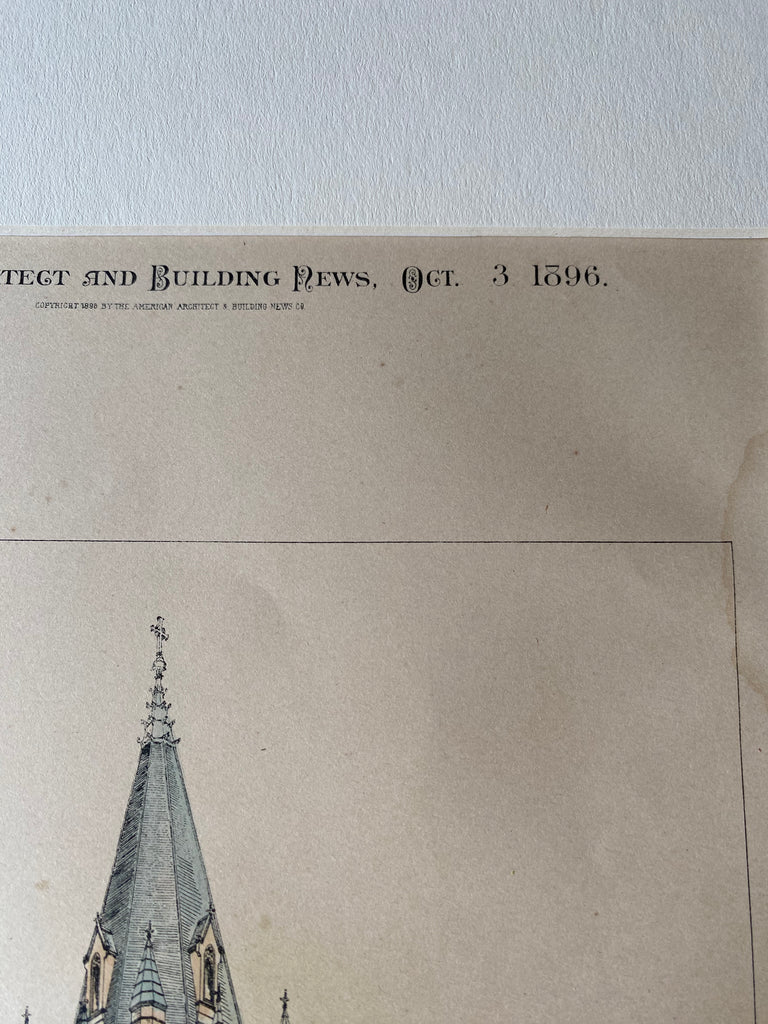 TECT AND BUILDING NEWS, OCT. 3 1896.
COPYRIGHT 1896 BY THE AMERICAN ARCHITECT & BUILDING NEWS CO.